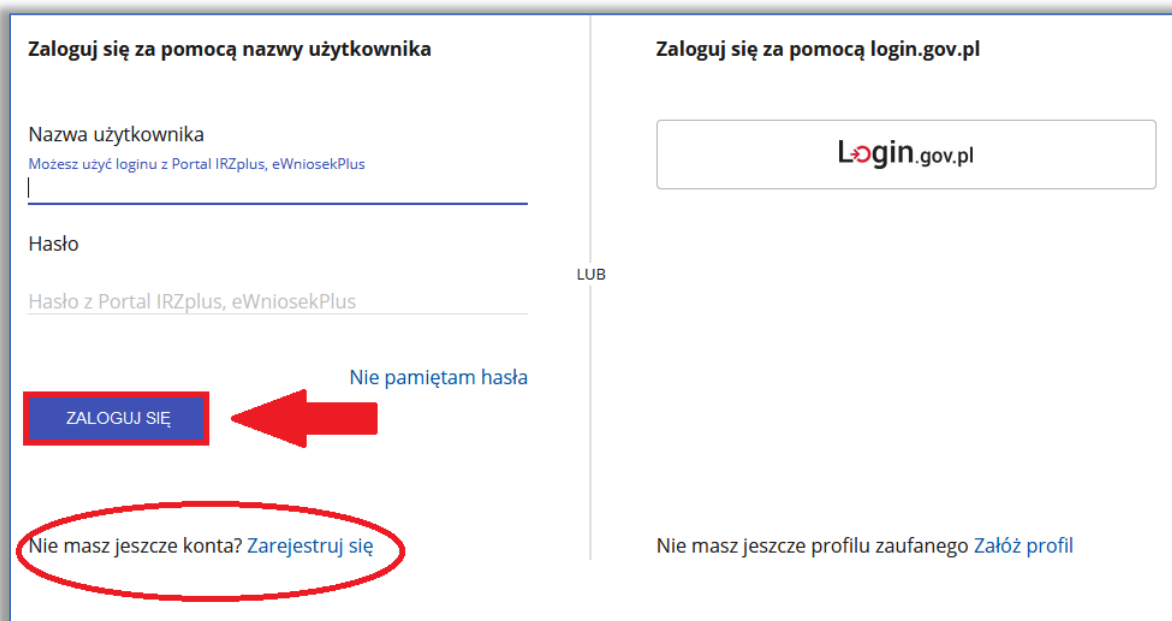 Zaloguj się za pomocą nazwy użytkownika
Nazwa użytkownika
Możesz użyć loginu z Portal IRZplus, eWniosekPlus
Hasło
Hasło z Portal IRZplus, eWniosekPlus
Nie pamiętam hasła
ZALOGUJ SIĘ
Nie masz jeszcze konta? Zarejestruj się
LUB
Zaloguj się za pomocą login.gov.pl
Login.gov.pl
Nie masz jeszcze profilu zaufanego Załóż profil